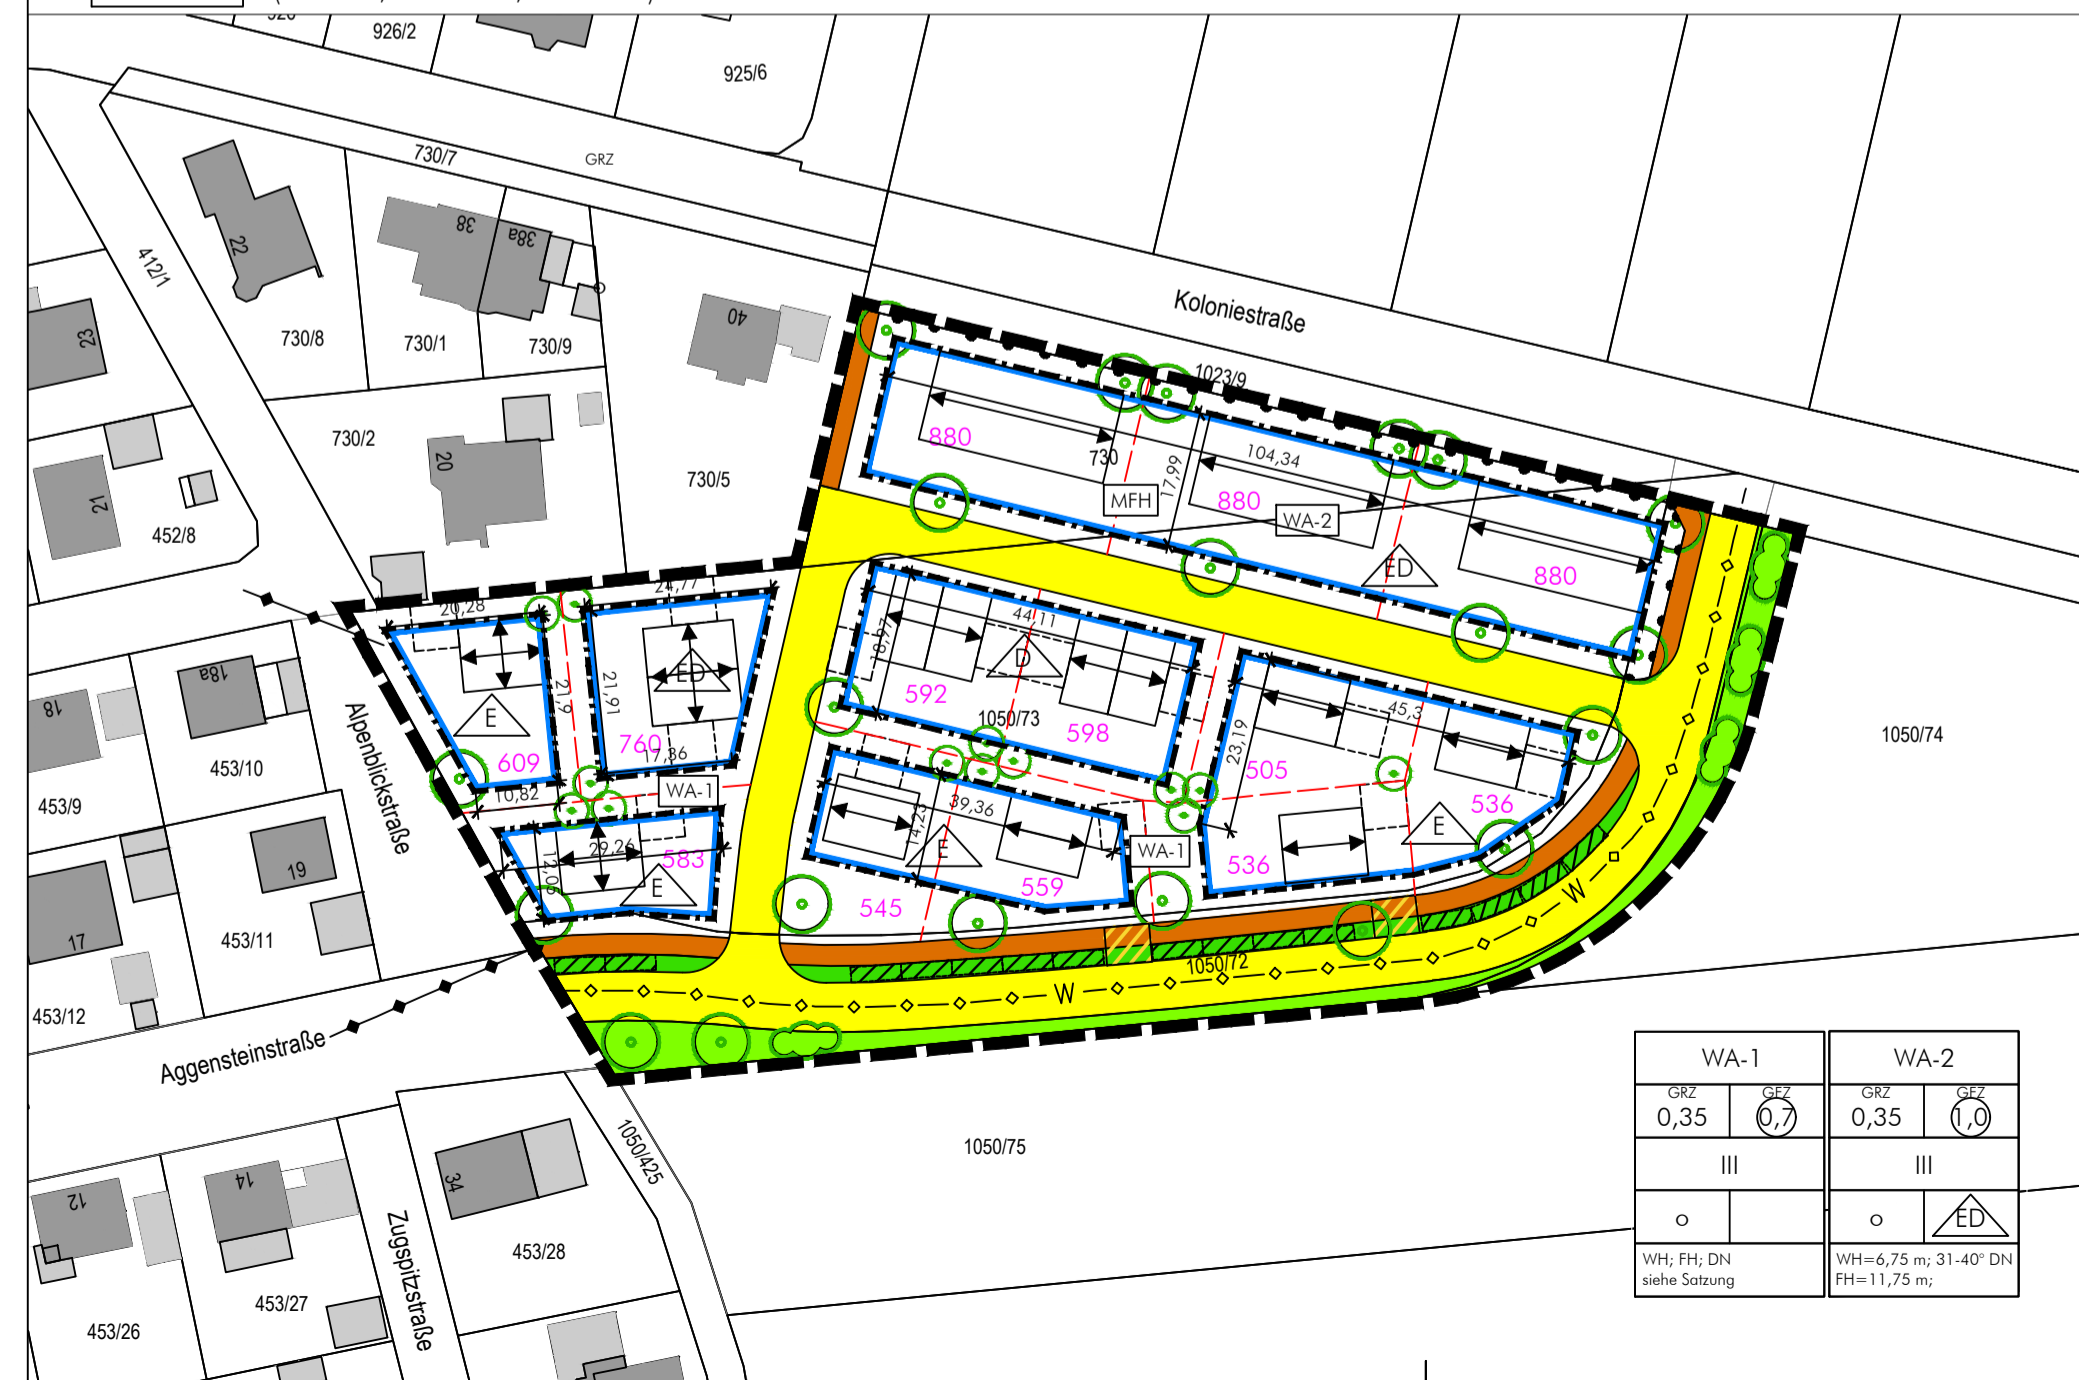 926/2
925/6
730/7
GRZ
412/1
22
38
38a
40
730/8
730/1
730/9
23
Koloniestraße
1023/9
730/2
20
730/5
21
452/8
880
730
17,99
104,34
MFH
880
WA-2
ED
880
20,28
24,77
21,9
21,91
E
ED
609
760
17,36
WA-1
10,82
29,26
12,05
583
E
18,97
44,11
D
592
598
1050/73
39,36
14,23
E
559
545
WA-1
23,19
45,3
505
536
E
536
18a
18
453/10
453/9
Alpenblickstraße
19
17
453/11
453/12
Aggensteinstraße
W
W
1050/72
1050/74
1050/75
1050/425
12
14
34
453/28
453/27
453/26
Zugspitzstraße
WA-1
GRZ
0,35
GFZ
0,7
III
o
WH; FH; DN
siehe Satzung
WA-2
GRZ
0,35
GFZ
1,0
III
o
ED
WH=6,75 m; 31-40° DN
FH=11,75 m;